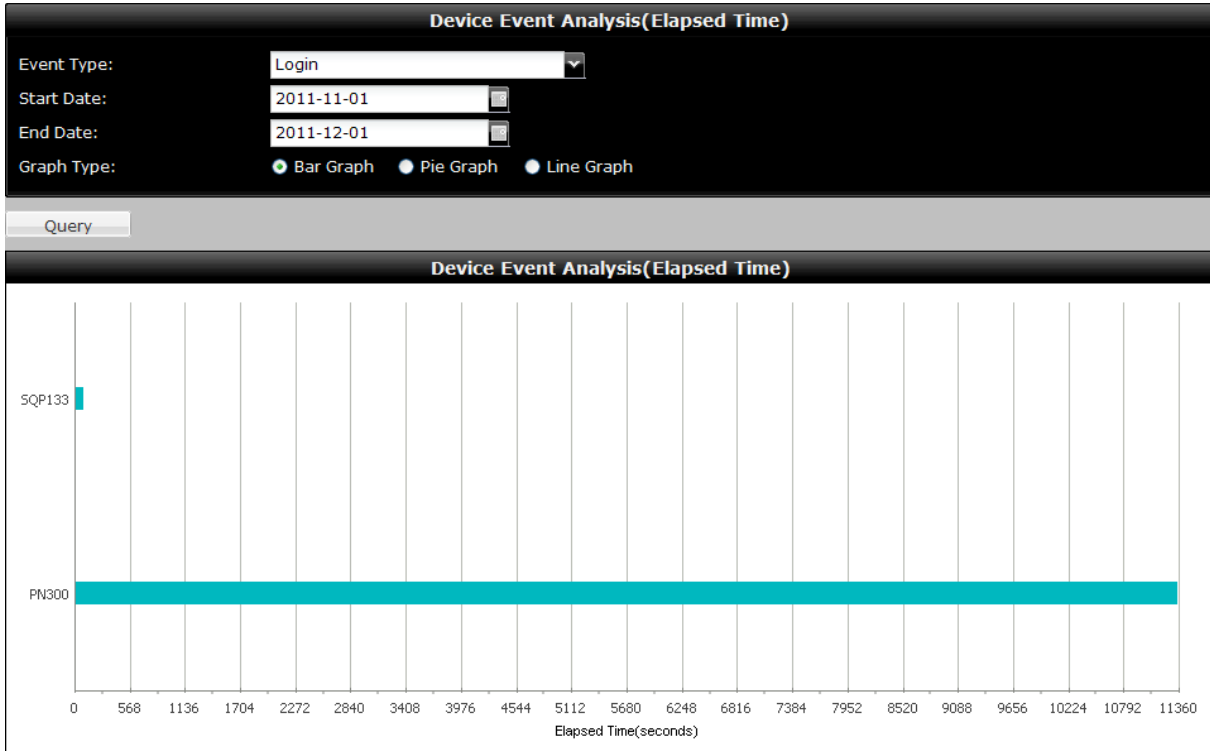 Device Event Analysis(Elapsed Time)
Event Type: Login
Start Date: 2011-11-01
End Date: 2011-12-01
Graph Type: Bar Graph Pie Graph Line Graph
Query
Device Event Analysis(Elapsed Time)
SQP133
PN300
0 568 1136 1704 2272 2840 3408 3976 4544 5112 5680 6248 6816 7384 7952 8520 9088 9656 10224 10792 11360
Elapsed Time(seconds)